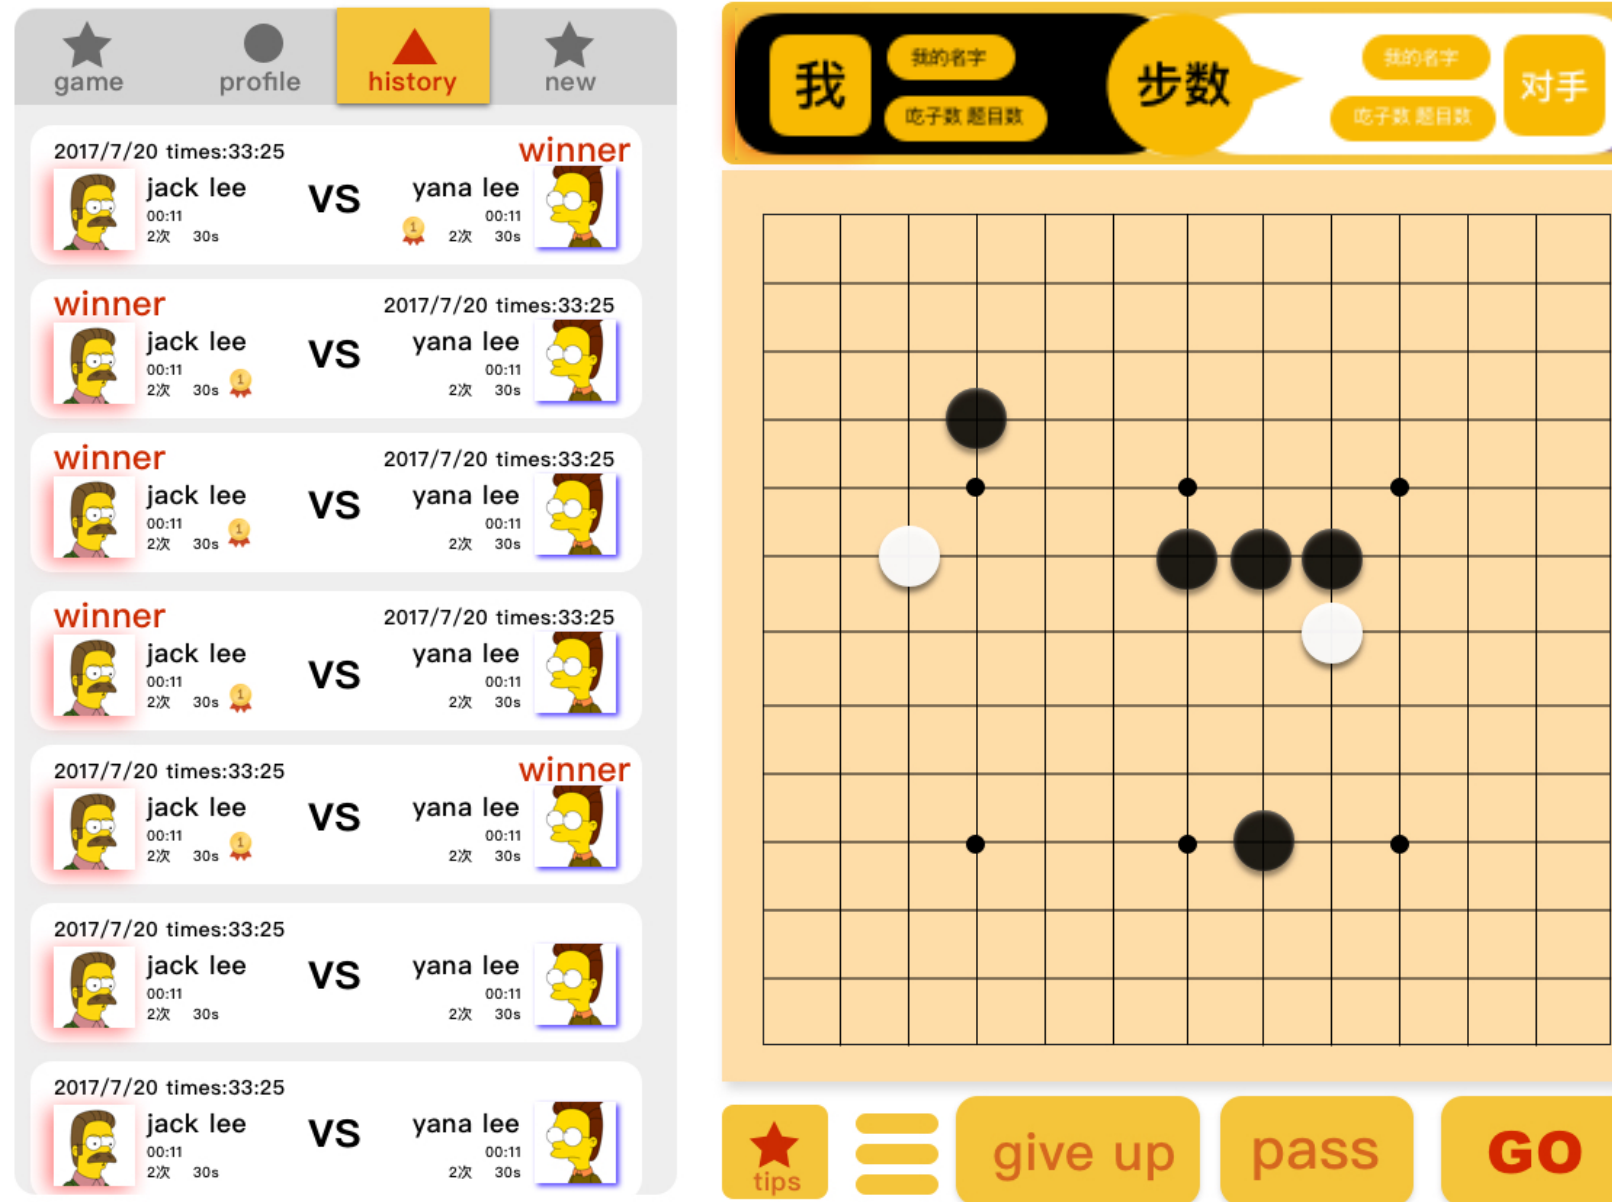 game
profile
history
new
2017/7/20 times:33:25
winner
jack lee
VS
yana lee
00:11
00:11
2次 30s
1
2次 30s
winner
2017/7/20 times:33:25
jack lee
VS
yana lee
00:11
00:11
2次 30s
1
2次 30s
winner
2017/7/20 times:33:25
jack lee
VS
yana lee
00:11
00:11
2次 30s
1
2次 30s
winner
2017/7/20 times:33:25
jack lee
VS
yana lee
00:11
00:11
2次 30s
1
2次 30s
2017/7/20 times:33:25
winner
jack lee
VS
yana lee
00:11
00:11
2次 30s
1
2次 30s
2017/7/20 times:33:25
jack lee
VS
yana lee
00:11
00:11
2次 30s
2次 30s
2017/7/20 times:33:25
jack lee
VS
yana lee
00:11
00:11
2次 30s
2次 30s
我
我的名字
吃子数 题目数
步数
我的名字
吃子数 题目数
对手
tips
give up
pass
GO